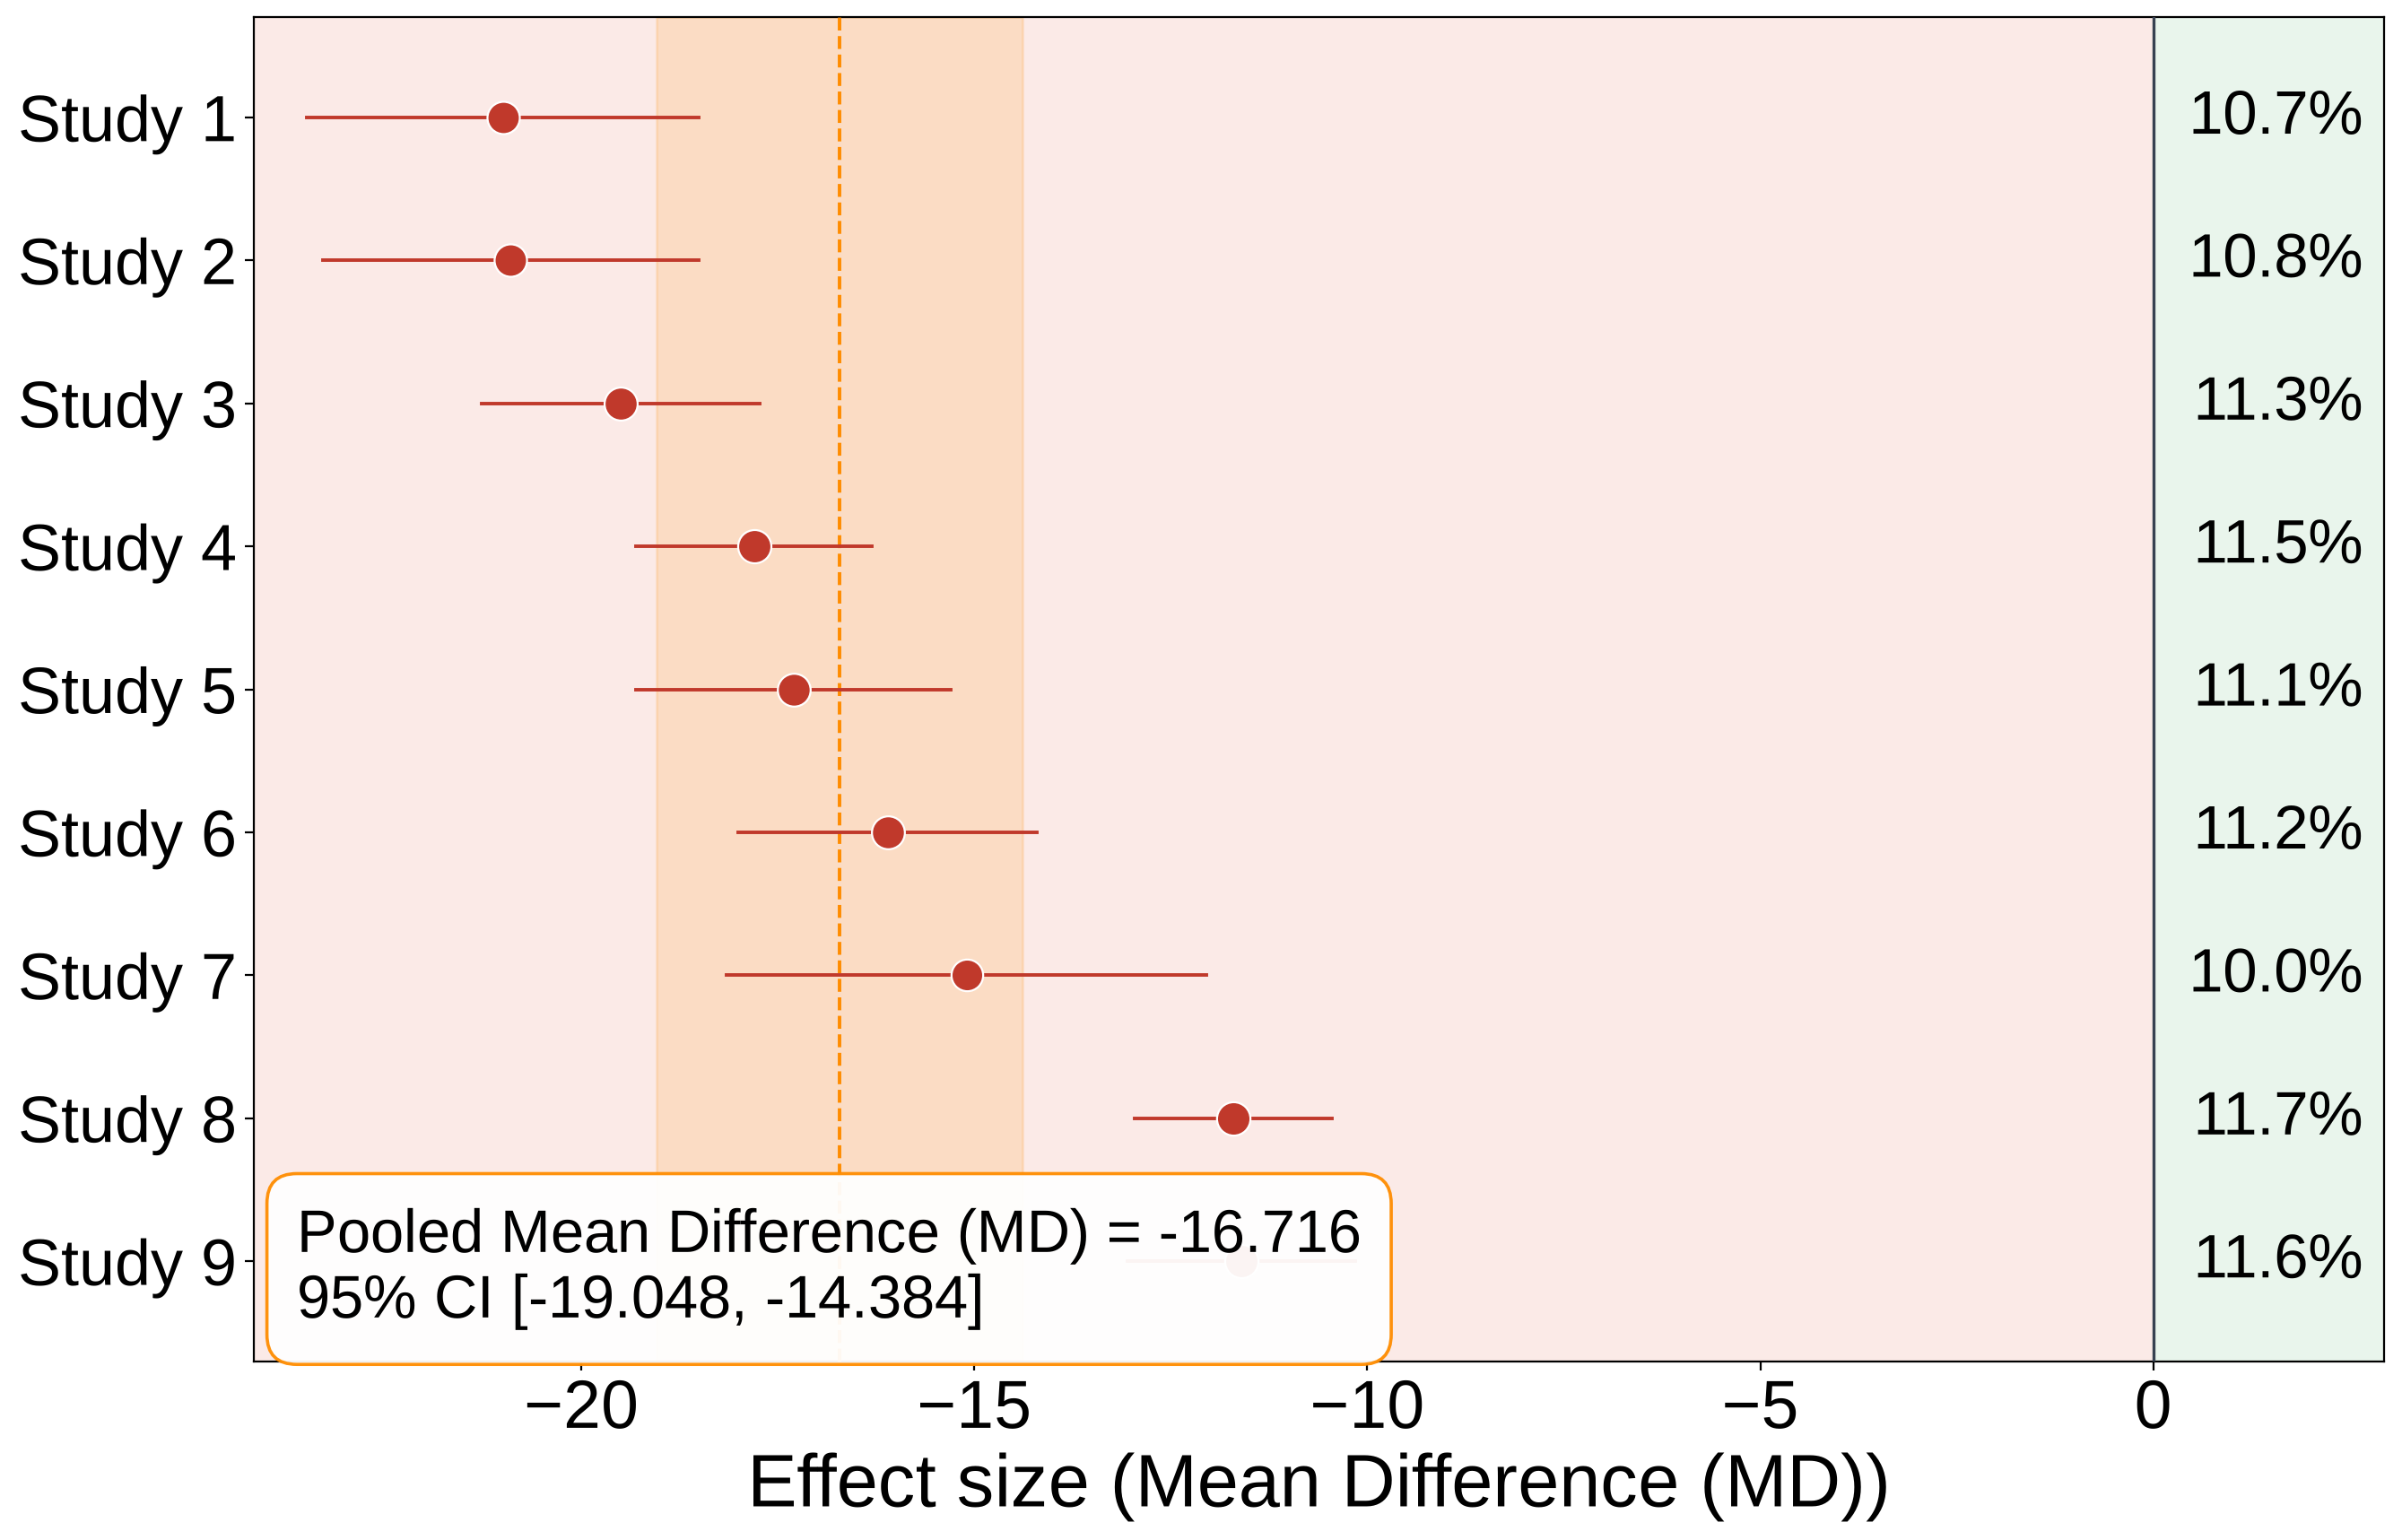 Study 1 10.7%
Study 2 10.8%
Study 3 11.3%
Study 4 11.5%
Study 5 11.1%
Study 6 11.2%
Study 7 10.0%
Study 8 11.7%
Pooled Mean Difference (MD) = -16.716
Study 9 11.6%
95% CI [-19.048, -14.384]
−20 −15 −10 −5 0
Effect size (Mean Difference (MD))